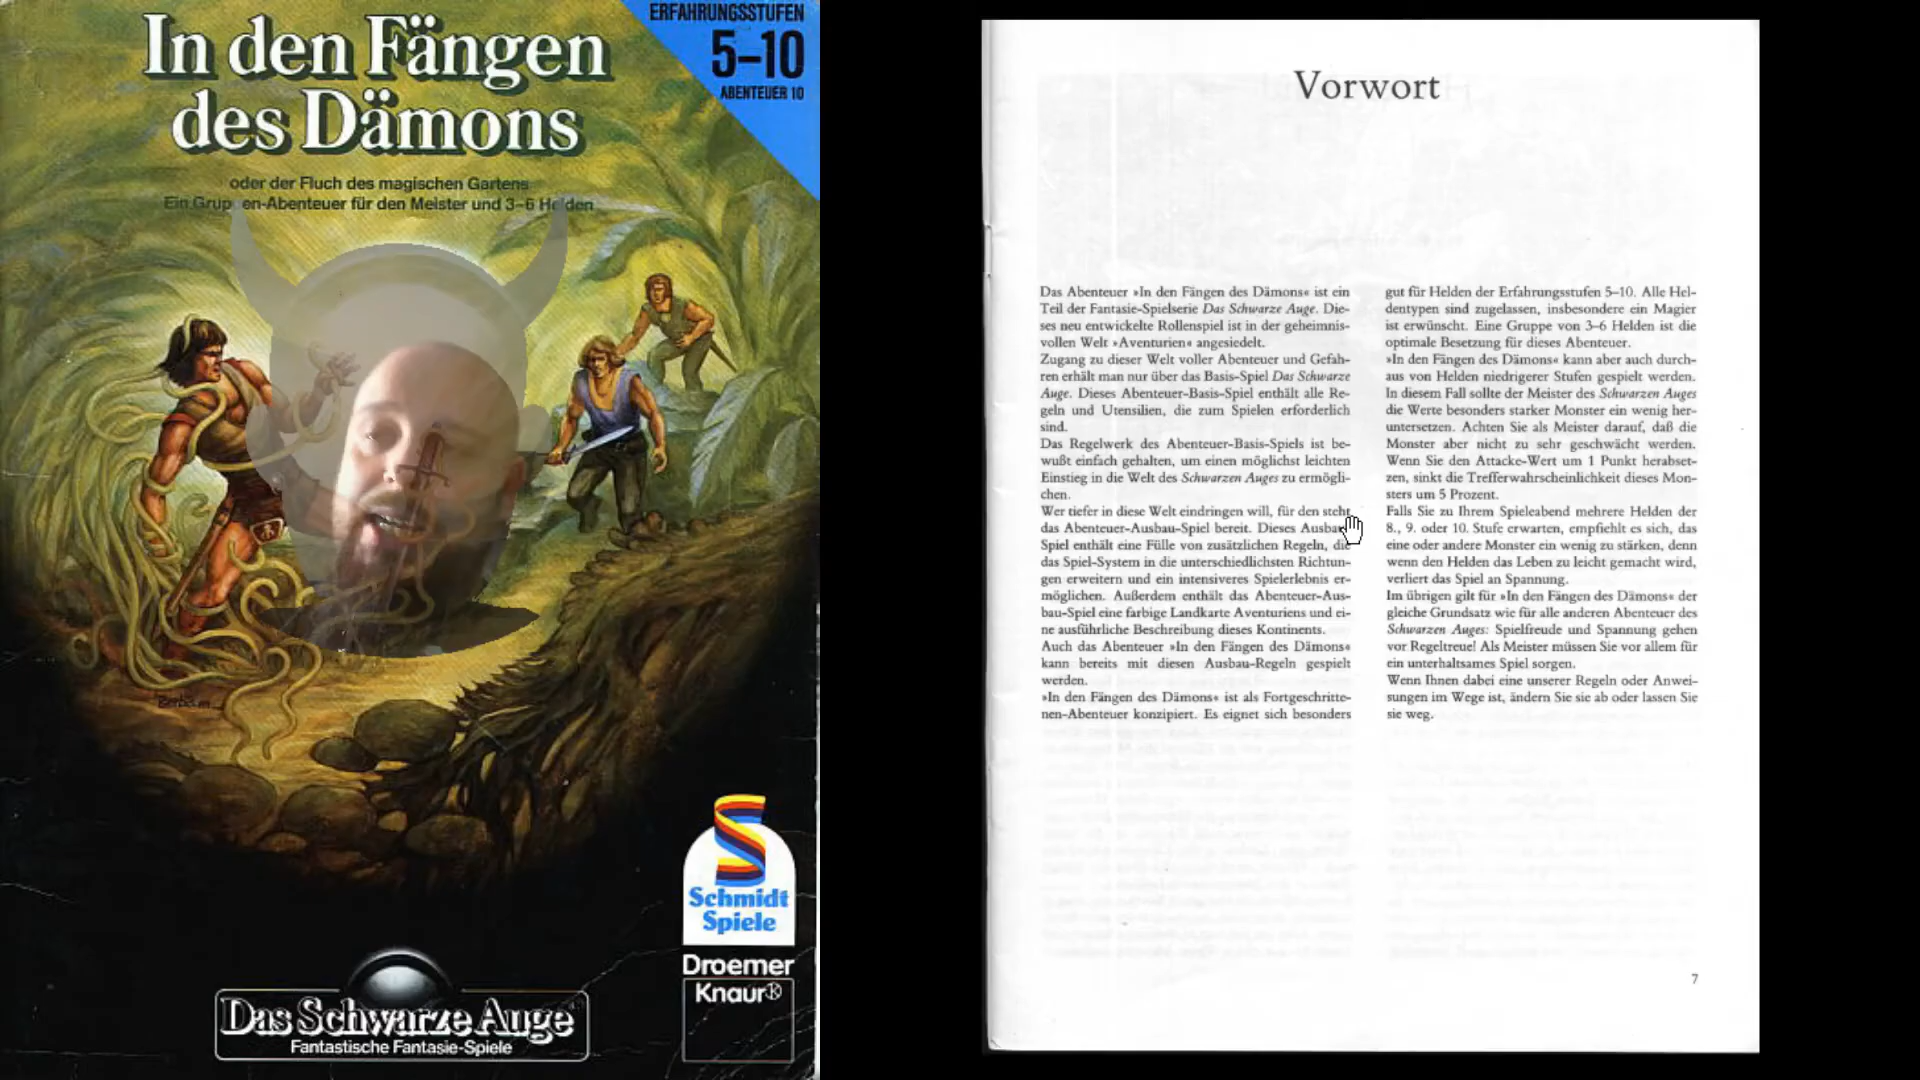 In den Fängen
des Dämons
oder der Fluch des magischen Gartens
Ein Gruppen-Abenteuer für den Meister und 3–6 Helden
ERFAHRUNGSSTUFEN
5–10
ABENTEUER 10
Schmidt
Spiele
Droemer
Knaur
Das Schwarze Auge
Fantastische Fantasie-Spiele
Vorwort
Das Abenteuer »In den Fängen des Dämons« ist ein
Teil der Fantasie-Spielserie Das Schwarze Auge. Die-
ses neu entwickelte Rollenspiel ist in der geheimnis-
vollen Welt »Aventurien« angesiedelt.
Zugang zu dieser Welt voller Abenteuer und Gefah-
ren erhält man nur über das Basis-Spiel Das Schwarze
Auge. Dieses Abenteuer-Basis-Spiel enthält alle Re-
geln und Utensilien, die zum Spielen erforderlich
sind.
Das Regelwerk des Abenteuer-Basis-Spiels ist be-
wußt einfach gehalten, um einen möglichst leichten
Einstieg in die Welt des Schwarzen Auges zu ermögli-
chen.
Wer tiefer in diese Welt eindringen will, für den steht
das Abenteuer-Ausbau-Spiel bereit. Dieses Ausbau-
Spiel enthält eine Fülle von zusätzlichen Regeln, die
das Spiel-System in die unterschiedlichsten Richtun-
gen erweitern und ein intensiveres Spielerlebnis er-
möglichen. Außerdem enthält das Abenteuer-Aus-
bau-Spiel eine farbige Landkarte Aventuriens und ei-
ne ausführliche Beschreibung dieses Kontinents.
Auch das Abenteuer »In den Fängen des Dämons«
kann bereits mit diesen Ausbau-Regeln gespielt
werden.
»In den Fängen des Dämons« ist als Fortgeschritte-
nen-Abenteuer konzipiert. Es eignet sich besonders
gut für Helden der Erfahrungsstufen 5–10. Alle Hel-
dentypen sind zugelassen, insbesondere ein Magier
ist erwünscht. Eine Gruppe von 3–6 Helden ist die
optimale Besetzung für dieses Abenteuer.
»In den Fängen des Dämons« kann aber auch durch-
aus von Helden niedrigerer Stufen gespielt werden.
In diesem Fall sollte der Meister des Schwarzen Auges
die Werte besonders starker Monster ein wenig her-
untersetzen. Achten Sie als Meister darauf, daß die
Monster aber nicht zu sehr geschwächt werden.
Wenn Sie den Attacke-Wert um 1 Punkt herabset-
zen, sinkt die Trefferwahrscheinlichkeit dieses Mon-
sters um 5 Prozent.
Falls Sie zu Ihrem Spieleabend mehrere Helden der
8., 9. oder 10. Stufe erwarten, empfiehlt es sich, das
eine oder andere Monster ein wenig zu stärken, denn
wenn den Helden das Leben zu leicht gemacht wird,
verliert das Spiel an Spannung.
Im übrigen gilt für »In den Fängen des Dämons« der
gleiche Grundsatz wie für alle anderen Abenteuer des
Schwarzen Auges: Spielfreude und Spannung gehen
vor Regeltreue! Als Meister müssen Sie vor allem für
ein unterhaltsames Spiel sorgen.
Wenn Ihnen dabei eine unserer Regeln oder Anwei-
sungen im Wege ist, ändern Sie sie ab oder lassen Sie
sie weg.
7